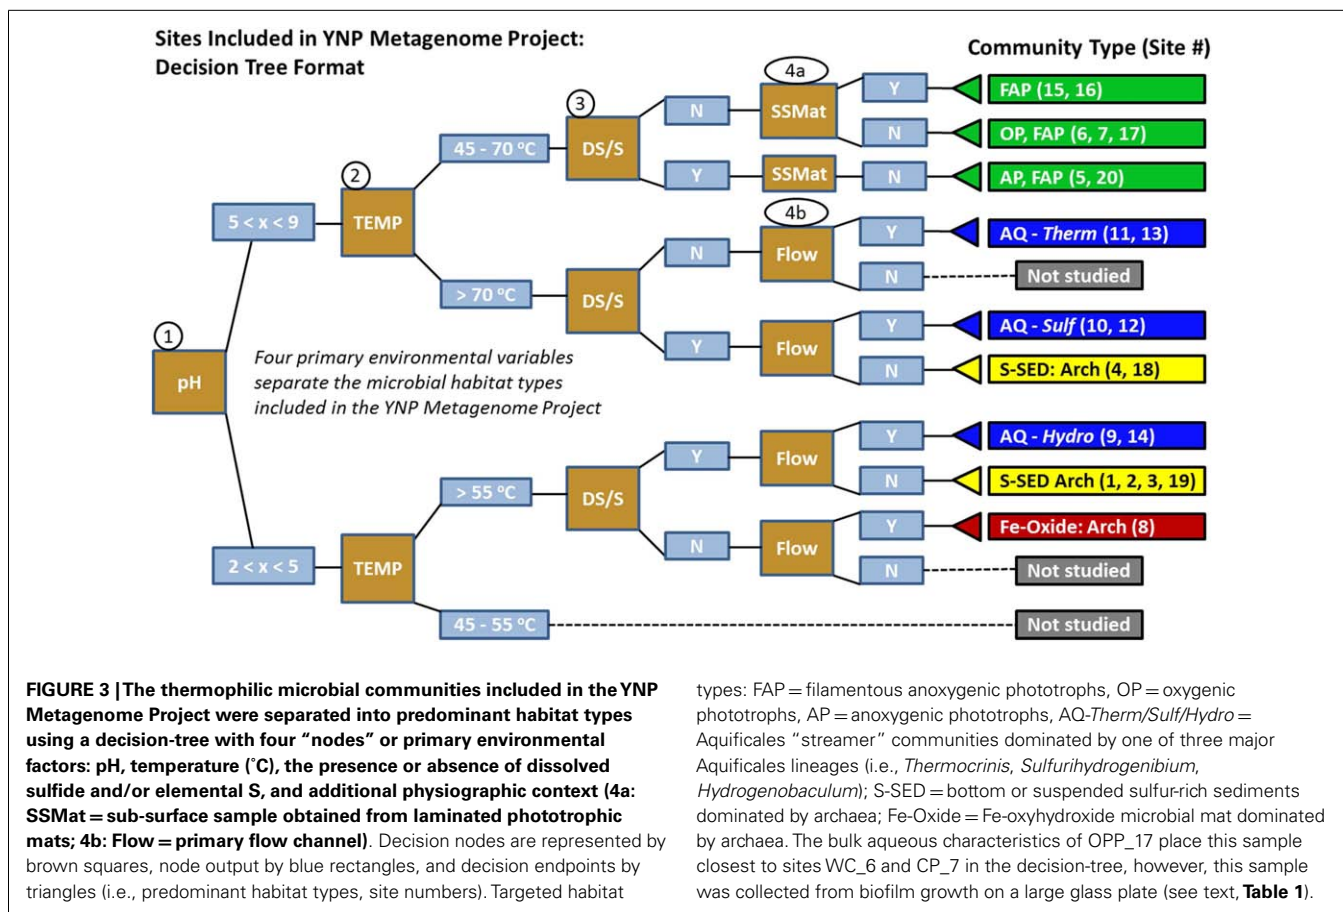 Sites Included in YNP Metagenome Project:
Decision Tree Format
Community Type (Site #)
4a
Y
FAP (15, 16)
3
N
SSMat
45 - 70 °C
DS/S
N
OP, FAP (6, 7, 17)
2
Y
SSMat
N
AP, FAP (5, 20)
5 < x < 9
TEMP
4b
Y
AQ - Therm (11, 13)
N
Flow
> 70 °C
DS/S
N
Not studied
1
Y
Flow
Y
AQ - Sulf (10, 12)
N
S-SED: Arch (4, 18)
pH
Four primary environmental variables
separate the microbial habitat types
included in the YNP Metagenome Project
Y
Flow
Y
AQ - Hydro (9, 14)
> 55 °C
DS/S
N
S-SED Arch (1, 2, 3, 19)
2 < x < 5
TEMP
N
Flow
Y
Fe-Oxide: Arch (8)
N
Not studied
45 - 55 °C
Not studied
FIGURE 3 | The thermophilic microbial communities included in the YNP
Metagenome Project were separated into predominant habitat types
using a decision-tree with four “nodes” or primary environmental
factors: pH, temperature (˚C), the presence or absence of dissolved
sulfide and/or elemental S, and additional physiographic context (4a:
SSMat = sub-surface sample obtained from laminated phototrophic
mats; 4b: Flow = primary flow channel). Decision nodes are represented by
brown squares, node output by blue rectangles, and decision endpoints by
triangles (i.e., predominant habitat types, site numbers). Targeted habitat
types: FAP = filamentous anoxygenic phototrophs, OP = oxygenic
phototrophs, AP = anoxygenic phototrophs, AQ-Therm/Sulf/Hydro =
Aquificales “streamer” communities dominated by one of three major
Aquificales lineages (i.e., Thermocrinis, Sulfurihydrogenibium,
Hydrogenobaculum); S-SED = bottom or suspended sulfur-rich sediments
dominated by archaea; Fe-Oxide = Fe-oxyhydroxide microbial mat dominated
by archaea. The bulk aqueous characteristics of OPP_17 place this sample
closest to sites WC_6 and CP_7 in the decision-tree, however, this sample
was collected from biofilm growth on a large glass plate (see text, Table 1).